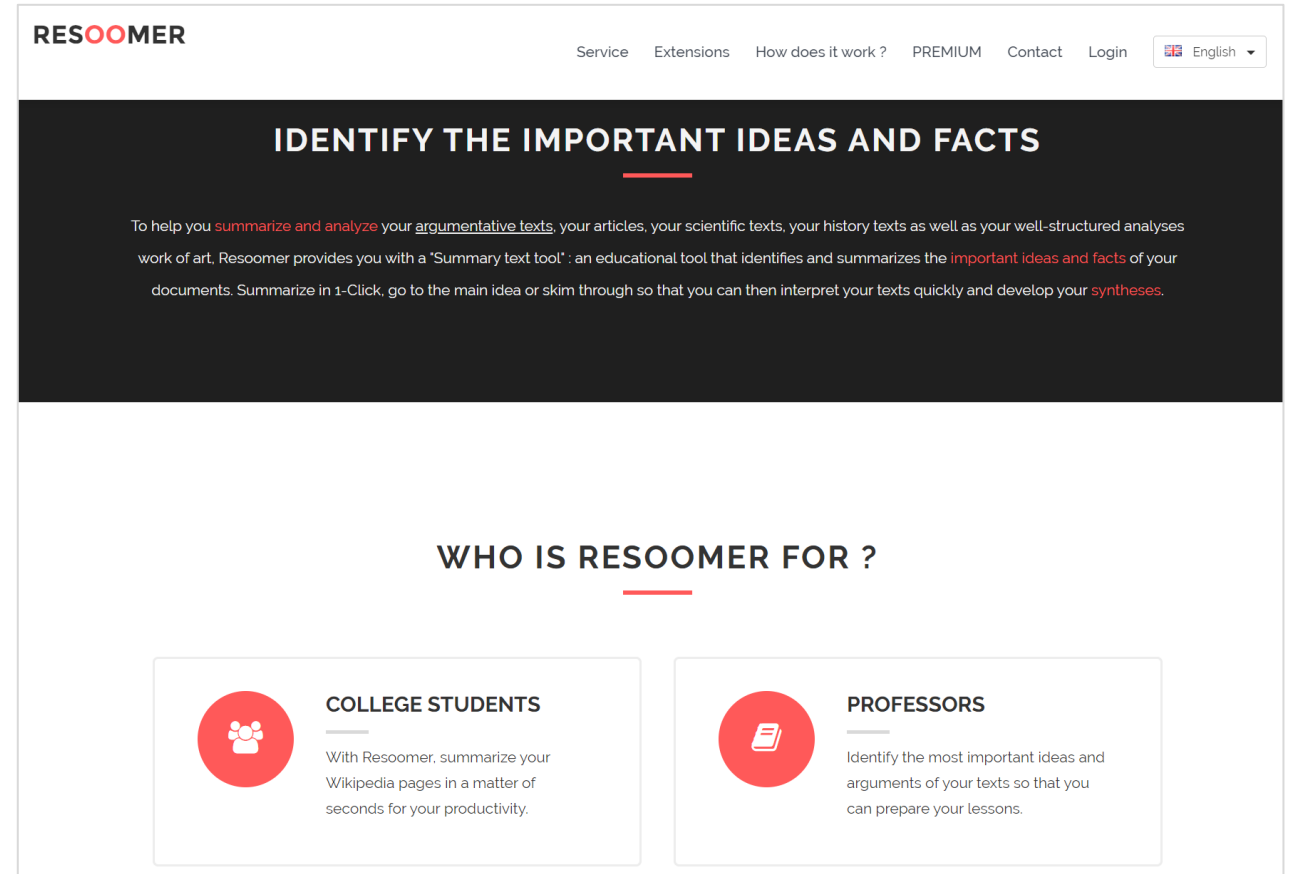 RESOOMER
Service Extensions How does it work ? PREMIUM Contact Login English
IDENTIFY THE IMPORTANT IDEAS AND FACTS
To help you summarize and analyze your argumentative texts, your articles, your scientific texts, your history texts as well as your well-structured analyses
work of art, Resoomer provides you with a "Summary text tool" : an educational tool that identifies and summarizes the important ideas and facts of your
documents. Summarize in 1-Click, go to the main idea or skim through so that you can then interpret your texts quickly and develop your syntheses.
WHO IS RESOOMER FOR ?
COLLEGE STUDENTS
With Resoomer, summarize your
Wikipedia pages in a matter of
seconds for your productivity.
PROFESSORS
Identify the most important ideas and
arguments of your texts so that you
can prepare your lessons.